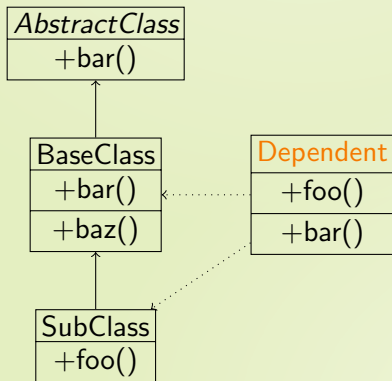 AbstractClass
+bar()
BaseClass
+bar()
+baz()
Dependent
+foo()
+bar()
SubClass
+foo()